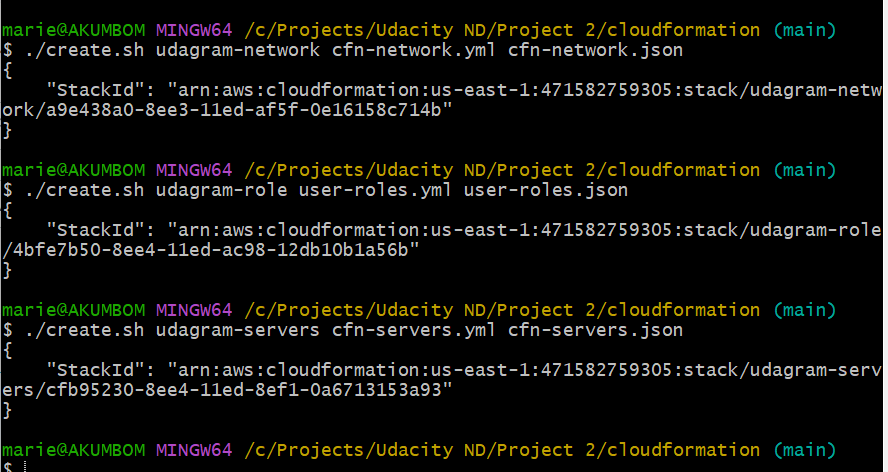 marie@AKUMBOM MINGW64 /c/Projects/Udacity ND/Project 2/cloudformation (main)
$ ./create.sh udagram-network cfn-network.yml cfn-network.json
{
    "StackId": "arn:aws:cloudformation:us-east-1:471582759305:stack/udagram-netw
ork/a9e438a0-8ee3-11ed-af5f-0e16158c714b"
}
marie@AKUMBOM MINGW64 /c/Projects/Udacity ND/Project 2/cloudformation (main)
$ ./create.sh udagram-role user-roles.yml user-roles.json
{
    "StackId": "arn:aws:cloudformation:us-east-1:471582759305:stack/udagram-role
/4bfe7b50-8ee4-11ed-ac98-12db10b1a56b"
}
marie@AKUMBOM MINGW64 /c/Projects/Udacity ND/Project 2/cloudformation (main)
$ ./create.sh udagram-servers cfn-servers.yml cfn-servers.json
{
    "StackId": "arn:aws:cloudformation:us-east-1:471582759305:stack/udagram-serv
ers/cfb95230-8ee4-11ed-8ef1-0a6713153a93"
}
marie@AKUMBOM MINGW64 /c/Projects/Udacity ND/Project 2/cloudformation (main)
$